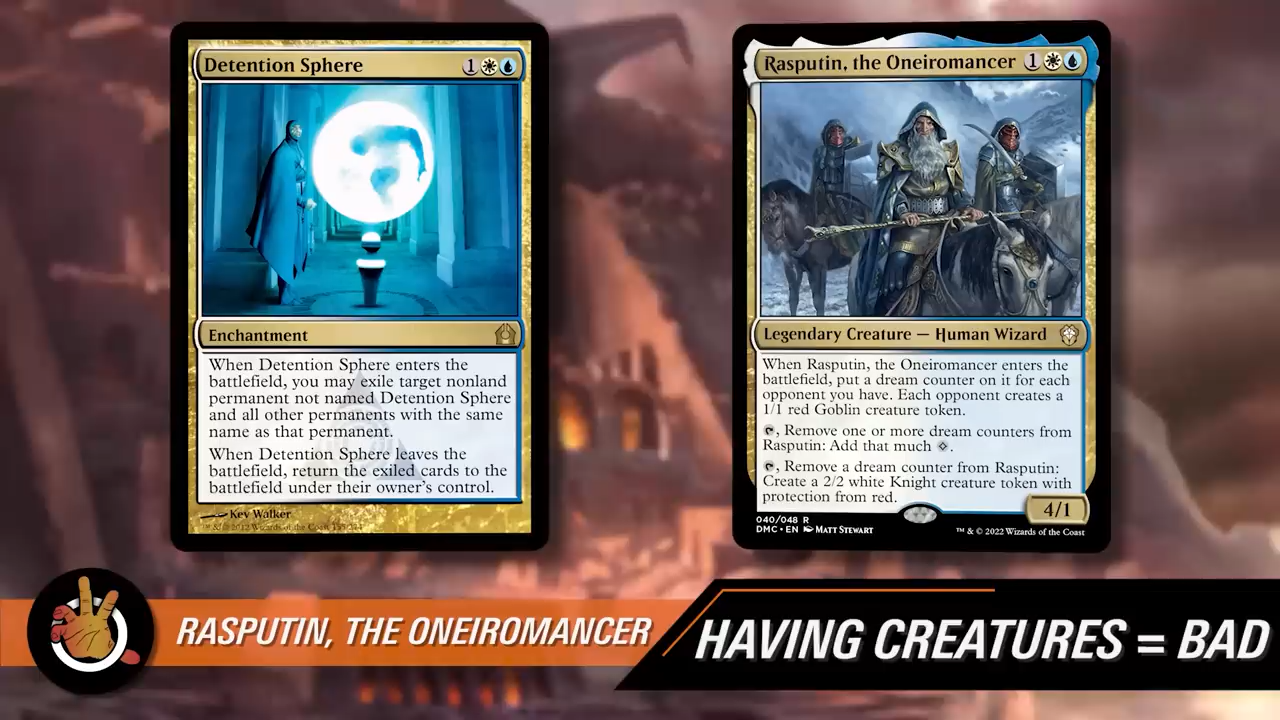 Detention Sphere 1
Enchantment
When Detention Sphere enters the
battlefield, you may exile target nonland
permanent not named Detention Sphere
and all other permanents with the same
name as that permanent.
When Detention Sphere leaves the
battlefield, return the exiled cards to the
battlefield under their owner's control.
Kev Walker
Rasputin, the Oneiromancer 1
Legendary Creature — Human Wizard
When Rasputin, the Oneiromancer enters the
battlefield, put a dream counter on it for each
opponent you have. Each opponent creates a
1/1 red Goblin creature token.
, Remove one or more dream counters from
Rasputin: Add that much .
, Remove a dream counter from Rasputin:
Create a 2/2 white Knight creature token with
protection from red.
4/1
040/048 R
DMC • EN Matt Stewart
™ & © 2022 Wizards of the Coast
RASPUTIN, THE ONEIROMANCER
HAVING CREATURES = BAD